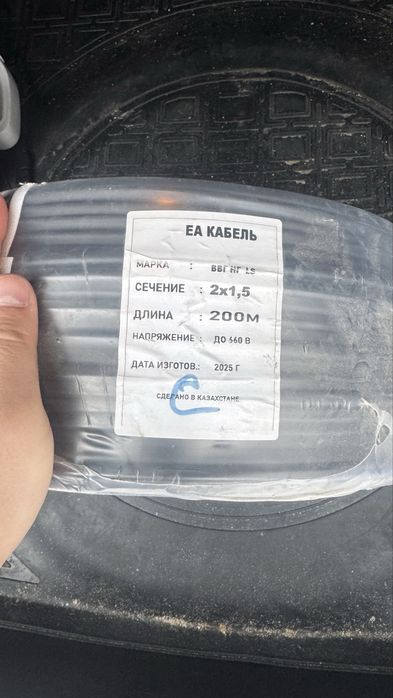 ЕА КАБЕЛЬ
МАРКА : ВВГ НГ LS
СЕЧЕНИЕ : 2х1,5
ДЛИНА : 200М
НАПРЯЖЕНИЕ : ДО 660 В
ДАТА ИЗГОТОВ.: 2025 Г
СДЕЛАНО В КАЗАХСТАНЕ